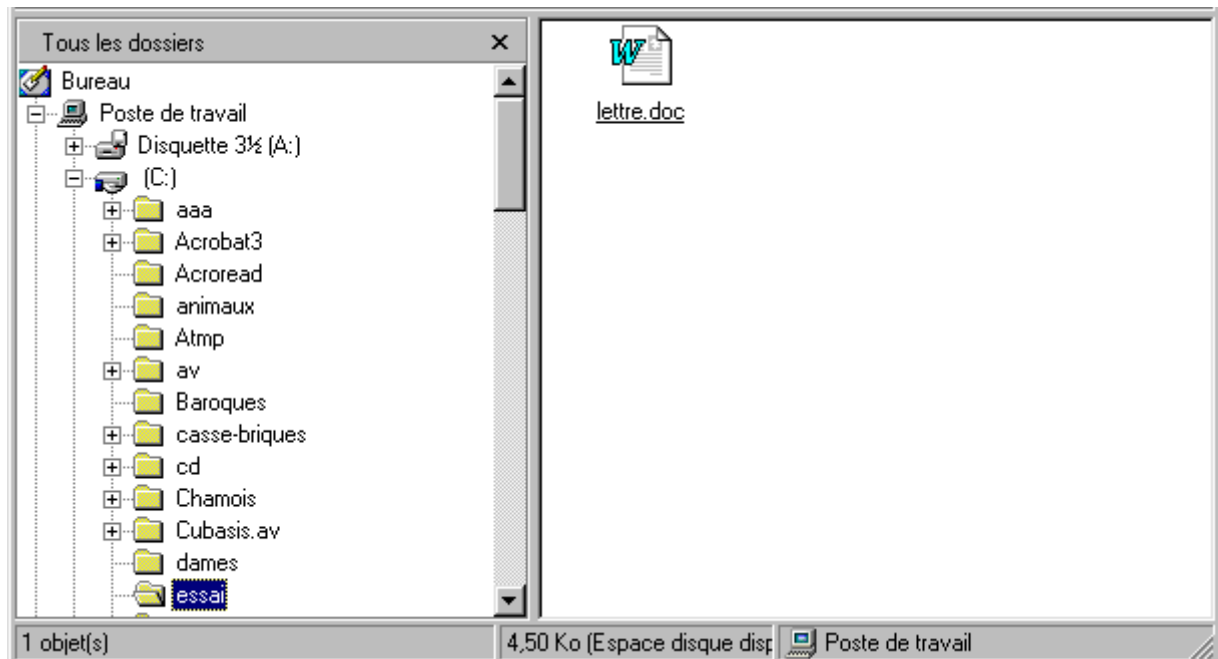 Tous les dossiers
Bureau
Poste de travail
Disquette 3½ (A:)
(C:)
aaa
Acrobat3
Acroread
animaux
Atmp
av
Baroques
casse-briques
cd
Chamois
Cubasis.av
dames
essai
lettre.doc
1 objet(s)
4,50 Ko (Espace disque disp
Poste de travail